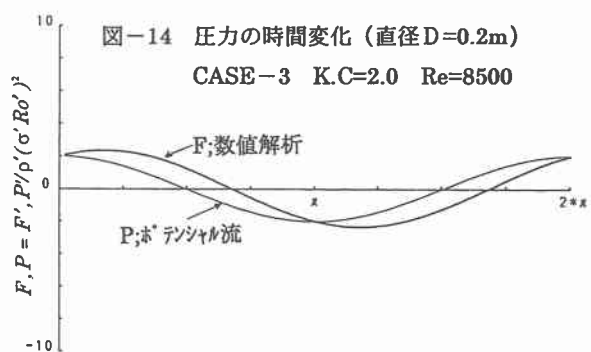 図－14 圧力の時間変化（直径D=0.2m）
CASE－3 K.C=2.0 Re=8500
10
F;数値解析
0
π
2*π
P;ﾎﾟﾃﾝｼｬﾙ流
-10
F, P = F', P'/ρ'(σ' Ro')²